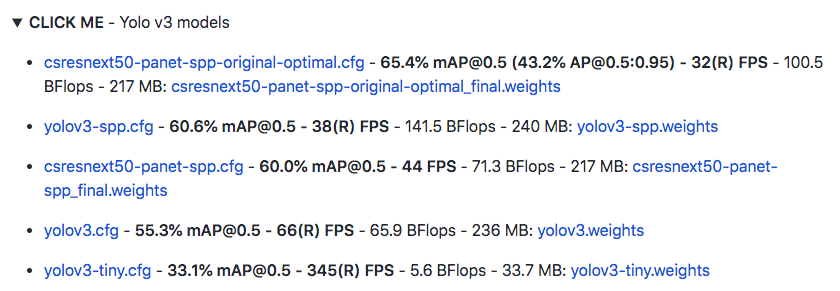 ▼ CLICK ME - Yolo v3 models
• csresnext50-panet-spp-original-optimal.cfg - 65.4% mAP@0.5 (43.2% AP@0.5:0.95) - 32(R) FPS - 100.5
BFlops - 217 MB: csresnext50-panet-spp-original-optimal_final.weights
• yolov3-spp.cfg - 60.6% mAP@0.5 - 38(R) FPS - 141.5 BFlops - 240 MB: yolov3-spp.weights
• csresnext50-panet-spp.cfg - 60.0% mAP@0.5 - 44 FPS - 71.3 BFlops - 217 MB: csresnext50-panet-
spp_final.weights
• yolov3.cfg - 55.3% mAP@0.5 - 66(R) FPS - 65.9 BFlops - 236 MB: yolov3.weights
• yolov3-tiny.cfg - 33.1% mAP@0.5 - 345(R) FPS - 5.6 BFlops - 33.7 MB: yolov3-tiny.weights